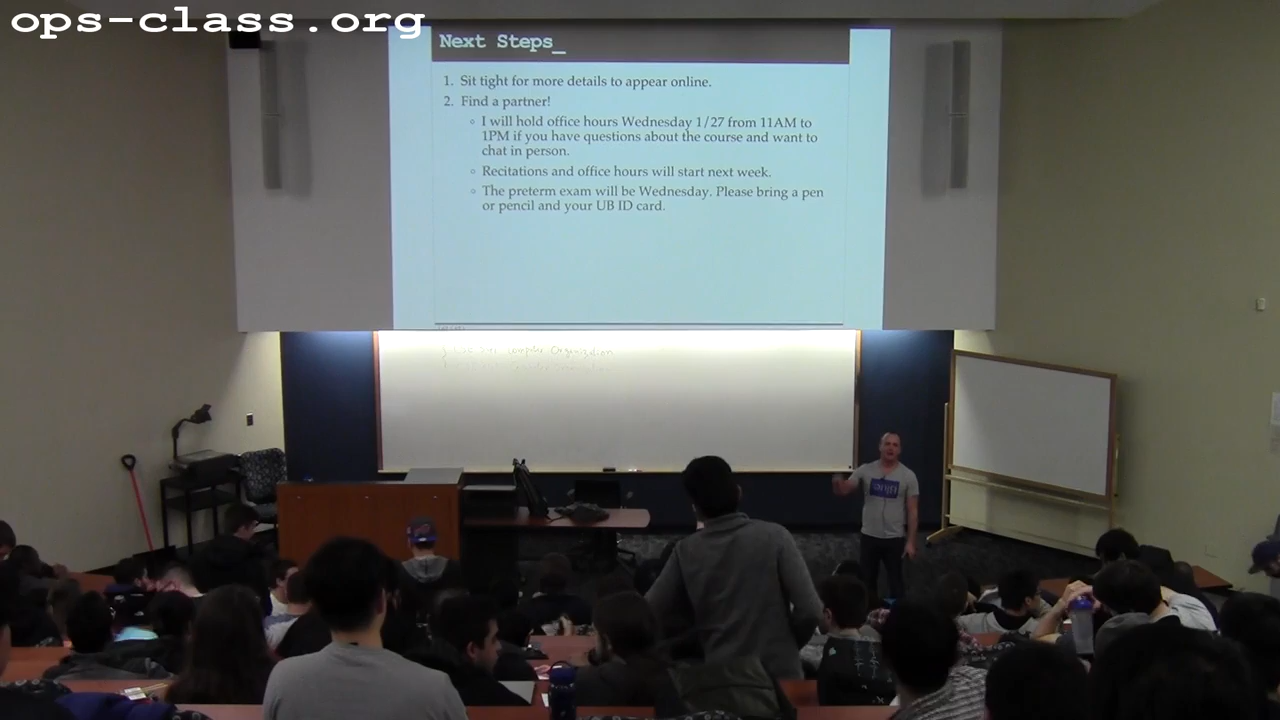 ops-class.org
Next Steps_
1. Sit tight for more details to appear online.
2. Find a partner!
◦ I will hold office hours Wednesday 1/27 from 11AM to
1PM if you have questions about the course and want to
chat in person.
◦ Recitations and office hours will start next week.
◦ The preterm exam will be Wednesday. Please bring a pen
or pencil and your UB ID card.
Computer Organization